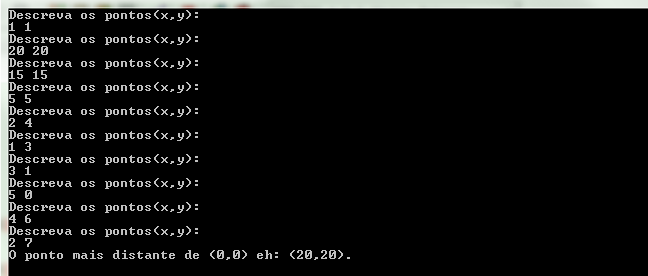 Descreva os pontos(x,y):
1 1
Descreva os pontos(x,y):
20 20
Descreva os pontos(x,y):
15 15
Descreva os pontos(x,y):
5 5
Descreva os pontos(x,y):
2 4
Descreva os pontos(x,y):
1 3
Descreva os pontos(x,y):
3 1
Descreva os pontos(x,y):
5 0
Descreva os pontos(x,y):
4 6
Descreva os pontos(x,y):
2 7
O ponto mais distante de (0,0) eh: (20,20).